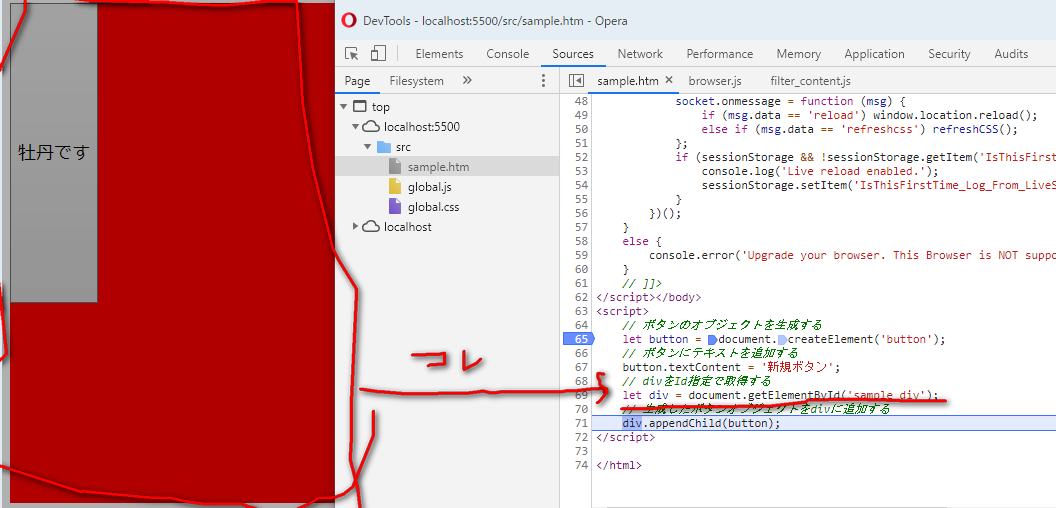 牡丹です
DevTools - localhost:5500/src/sample.htm - Opera
Elements Console Sources Network Performance Memory Application Security Audits
Page Filesystem » sample.htm × browser.js filter_content.js
top
localhost:5500
src
sample.htm
global.js
global.css
localhost
48 socket.onmessage = function (msg) {
49 if (msg.data == 'reload') window.location.reload();
50 else if (msg.data == 'refreshcss') refreshCSS();
51 };
52 if (sessionStorage && !sessionStorage.getItem('IsThisFirst
53 console.log('Live reload enabled.');
54 sessionStorage.setItem('IsThisFirstTime_Log_From_LiveS
55 }
56 })();
57 }
58 else {
59 console.error('Upgrade your browser. This Browser is NOT suppo
60 }
61 // ]]>
62 </script></body>
63 <script>
64 // ボタンのオブジェクトを生成する
65 let button = document.createElement('button');
66 // ボタンにテキストを追加する
67 button.textContent = '新規ボタン';
68 // divをId指定で取得する
69 let div = document.getElementById('sample_div');
70 // 生成したボタンオブジェクトをdivに追加する
71 div.appendChild(button);
72 </script>
73
74 </html>
コレ